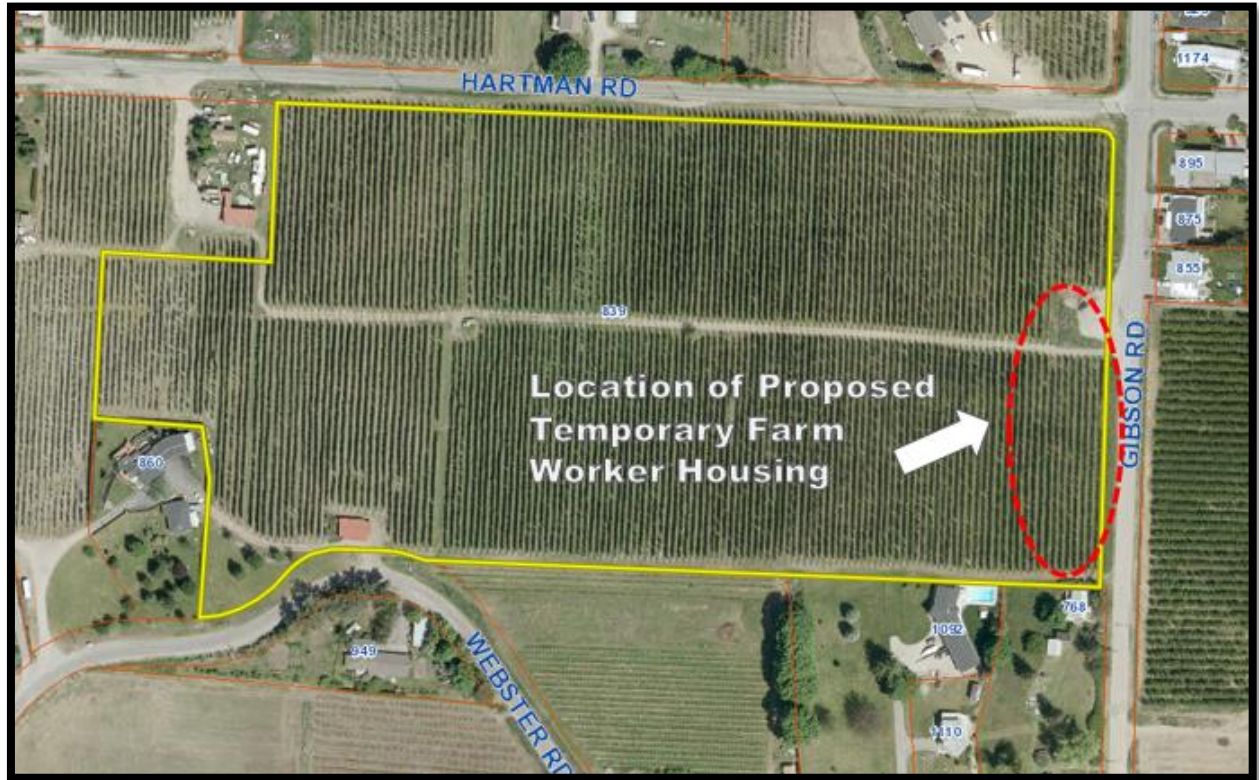 HARTMAN RD
1174
895
875
855
839
GIBSON RD
Location of Proposed
Temporary Farm
Worker Housing
860
768
1092
949
WEBSTER RD
1110